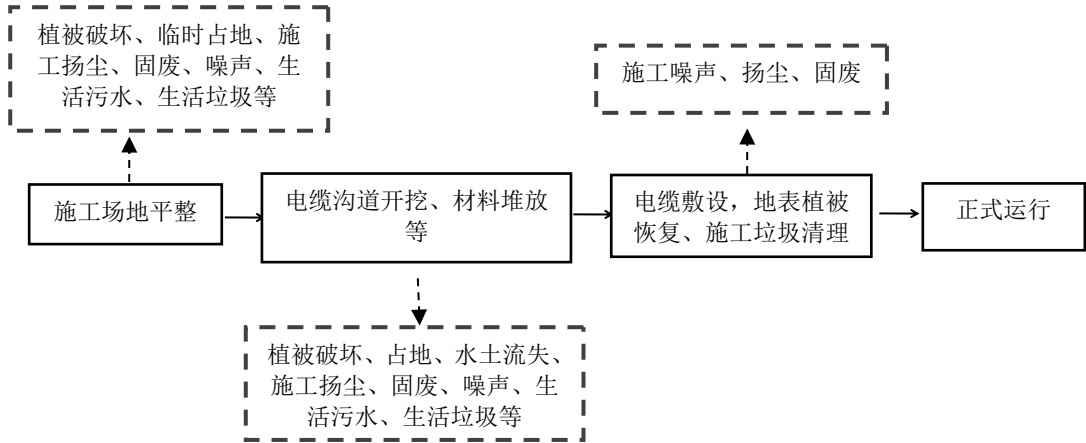 植被破坏、临时占地、施
工扬尘、固废、噪声、生
活污水、生活垃圾等
施工噪声、扬尘、固废
施工场地平整
电缆沟道开挖、材料堆放
等
电缆敷设，地表植被
恢复、施工垃圾清理
正式运行
植被破坏、占地、水土流失、
施工扬尘、固废、噪声、生
活污水、生活垃圾等